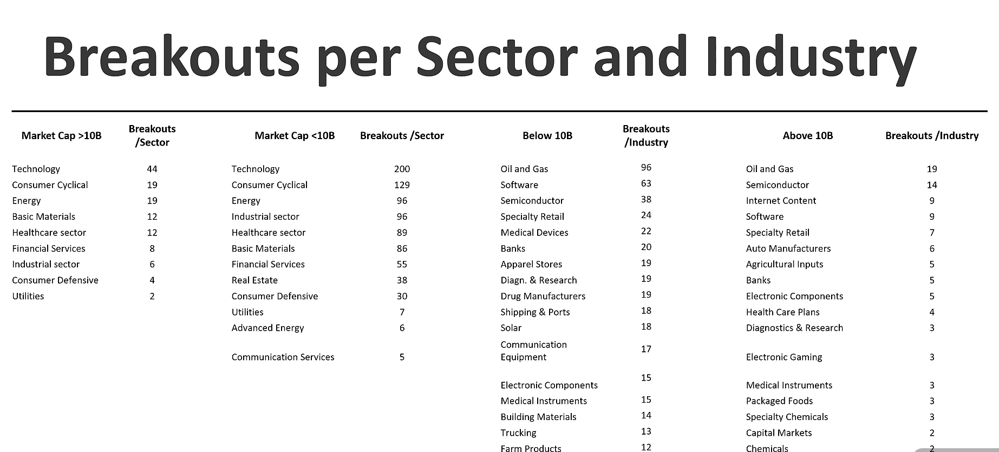 Breakouts per Sector and Industry
Market Cap >10B Breakouts /Sector
Technology 44
Consumer Cyclical 19
Energy 19
Basic Materials 12
Healthcare sector 12
Financial Services 8
Industrial sector 6
Consumer Defensive 4
Utilities 2
Market Cap <10B Breakouts /Sector
Technology 200
Consumer Cyclical 129
Energy 96
Industrial sector 96
Healthcare sector 89
Basic Materials 86
Financial Services 55
Real Estate 38
Consumer Defensive 30
Utilities 7
Advanced Energy 6
Communication Services 5
Below 10B Breakouts /Industry
Oil and Gas 96
Software 63
Semiconductor 38
Specialty Retail 24
Medical Devices 22
Banks 20
Apparel Stores 19
Diagn. & Research 19
Drug Manufacturers 19
Shipping & Ports 18
Solar 18
Communication Equipment 17
Electronic Components 15
Medical Instruments 15
Building Materials 14
Trucking 13
Farm Products 12
Above 10B Breakouts /Industry
Oil and Gas 19
Semiconductor 14
Internet Content 9
Software 9
Specialty Retail 7
Auto Manufacturers 6
Agricultural Inputs 5
Banks 5
Electronic Components 5
Health Care Plans 4
Diagnostics & Research 3
Electronic Gaming 3
Medical Instruments 3
Packaged Foods 3
Specialty Chemicals 3
Capital Markets 2
Chemicals 2